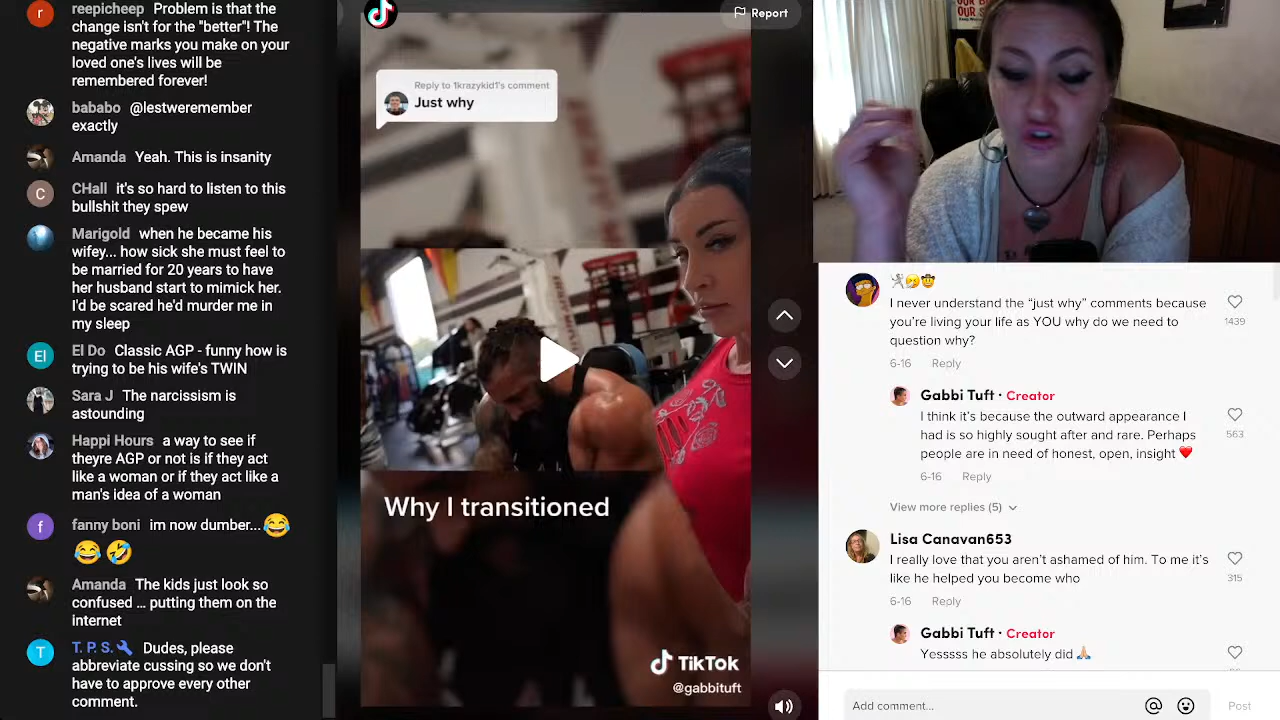 reepicheep Problem is that the
change isn't for the "better"! The
negative marks you make on your
loved one's lives will be
remembered forever!
bababo @lestweremember
exactly
Amanda Yeah. This is insanity
CHall it's so hard to listen to this
bullshit they spew
Marigold when he became his
wifey... how sick she must feel to
be married for 20 years to have
her husband start to mimick her.
I'd be scared he'd murder me in
my sleep
El Do Classic AGP - funny how is
trying to be his wife's TWIN
Sara J The narcissism is
astounding
Happi Hours a way to see if
theyre AGP or not is if they act
like a woman or if they act like a
man's idea of a woman
fanny boni im now dumber...😂
😂🤣
Amanda The kids just look so
confused ... putting them on the
internet
T. P. S.🔧 Dudes, please
abbreviate cussing so we don't
have to approve every other
comment.
r
C
El
f
T
Report
Reply to 1krazykid1's comment
Just why
Why I transitioned
TikTok
@gabbituft
I never understand the “just why” comments because
you’re living your life as YOU why do we need to
question why?
1439
6-16 Reply
Gabbi Tuft · Creator
I think it’s because the outward appearance I
had is so highly sought after and rare. Perhaps
people are in need of honest, open, insight ❤️
563
6-16 Reply
View more replies (5)
Lisa Canavan653
I really love that you aren’t ashamed of him. To me it’s
like he helped you become who
315
6-16 Reply
Gabbi Tuft · Creator
Yesssss he absolutely did 🙏🏼
Add comment...
@
Post